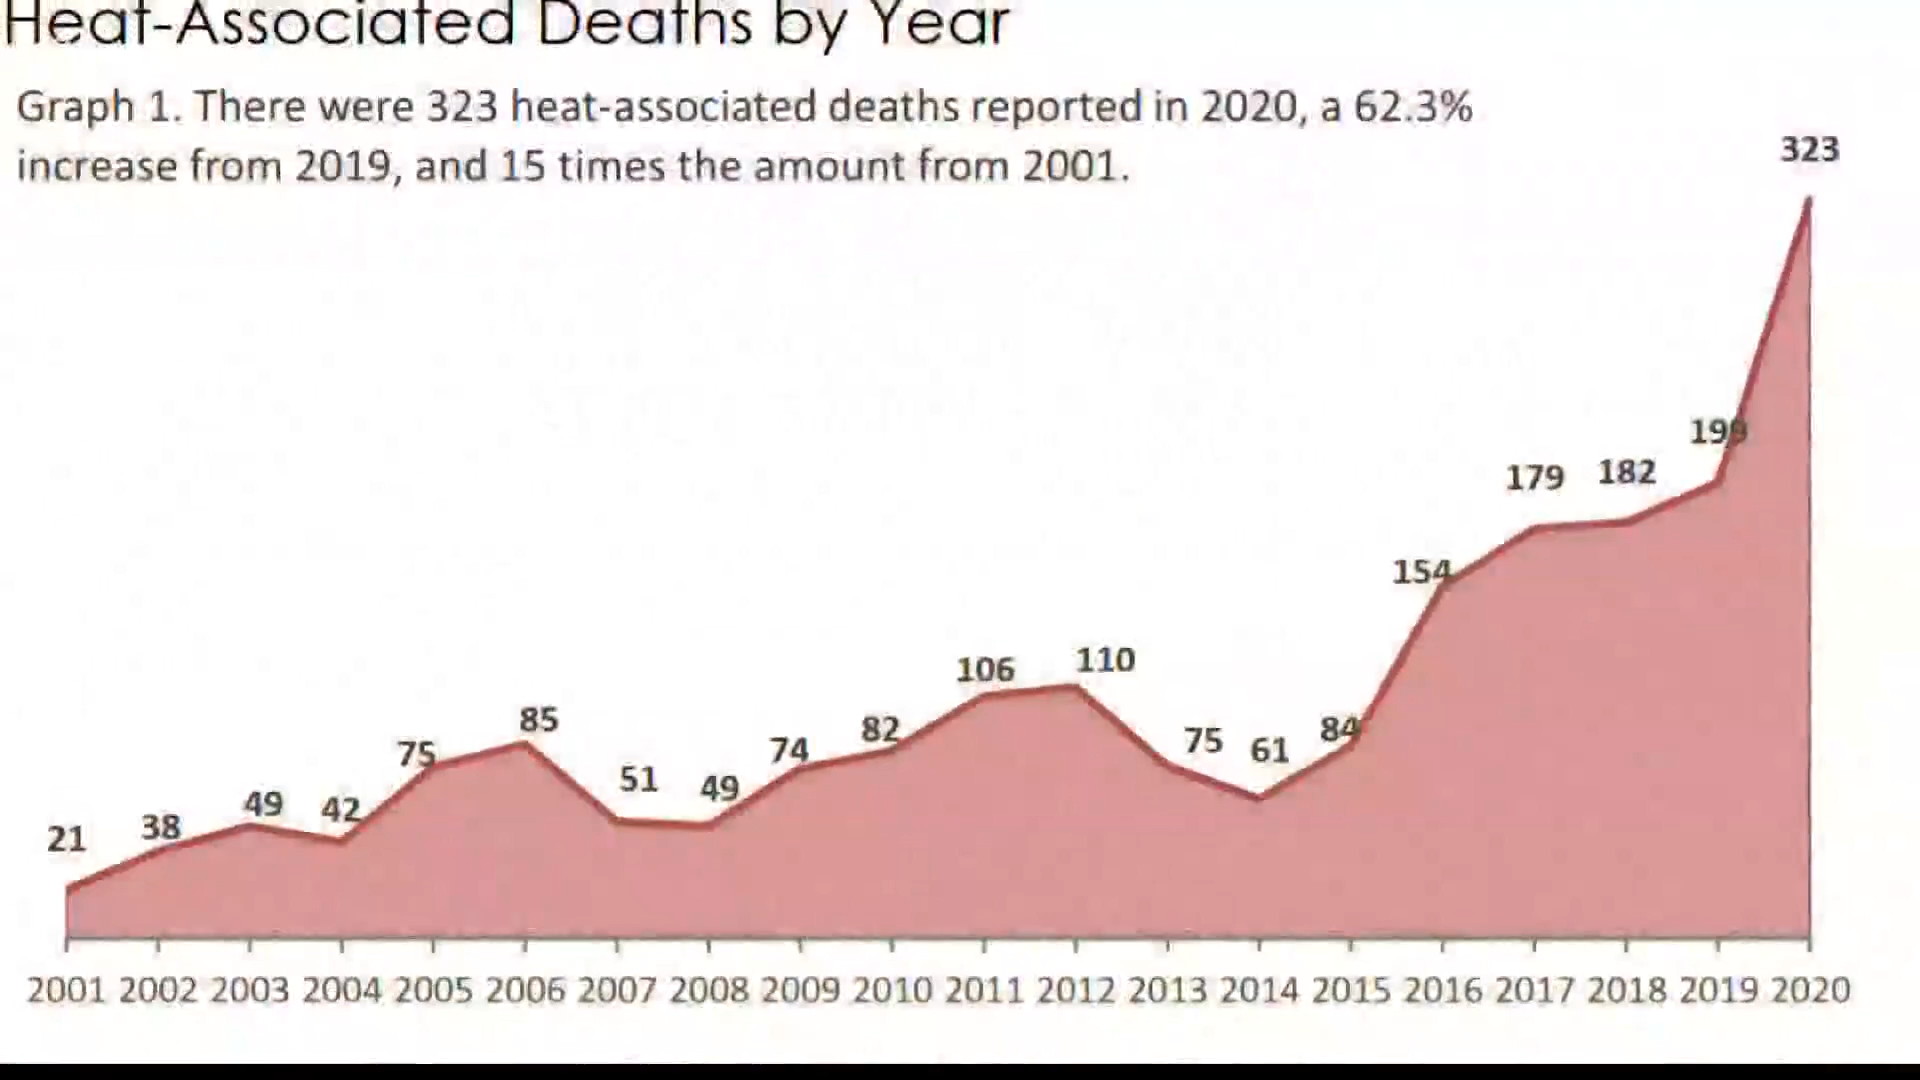 Heat-Associated Deaths by Year
Graph 1. There were 323 heat-associated deaths reported in 2020, a 62.3%
increase from 2019, and 15 times the amount from 2001.
323
199
179 182
154
106 110
85
75
51
49
74
82
75 61 84
49 42
38
21
2001 2002 2003 2004 2005 2006 2007 2008 2009 2010 2011 2012 2013 2014 2015 2016 2017 2018 2019 2020